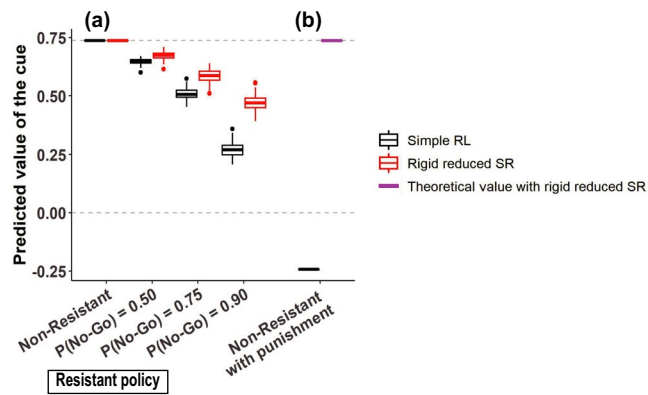 (a)
(b)
Predicted value of the cue
0.75
0.50
0.25
0.00
-0.25
Non-Resistant
P(No-Go) = 0.50
P(No-Go) = 0.75
P(No-Go) = 0.90
Non-Resistant
with punishment
Resistant policy
Simple RL
Rigid reduced SR
Theoretical value with rigid reduced SR